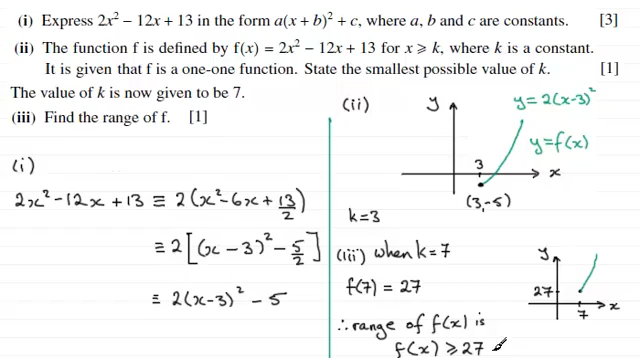 (i) Express 2x² − 12x + 13 in the form a(x + b)² + c, where a, b and c are constants. [3]
(ii) The function f is defined by f(x) = 2x² − 12x + 13 for x ⩾ k, where k is a constant.
It is given that f is a one-one function. State the smallest possible value of k. [1]
The value of k is now given to be 7.
(iii) Find the range of f. [1]
(i)
2x² − 12x + 13 ≡ 2(x² − 6x + 13/2)
≡ 2[(x − 3)² − 5/2]
≡ 2(x − 3)² − 5
(ii)
y
y = 2(x − 3)²
y = f(x)
3
x
(3, −5)
k = 3
(iii) when k = 7
f(7) = 27
∴ range of f(x) is
f(x) ⩾ 27
y
27
7
x